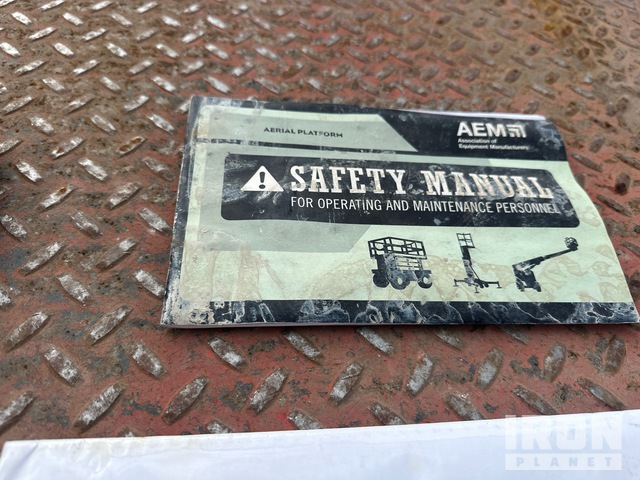 AERIAL PLATFORM
AEM
Association of
Equipment Manufacturers
SAFETY MANUAL
FOR OPERATING AND MAINTENANCE PERSONNEL
IRON
PLANET